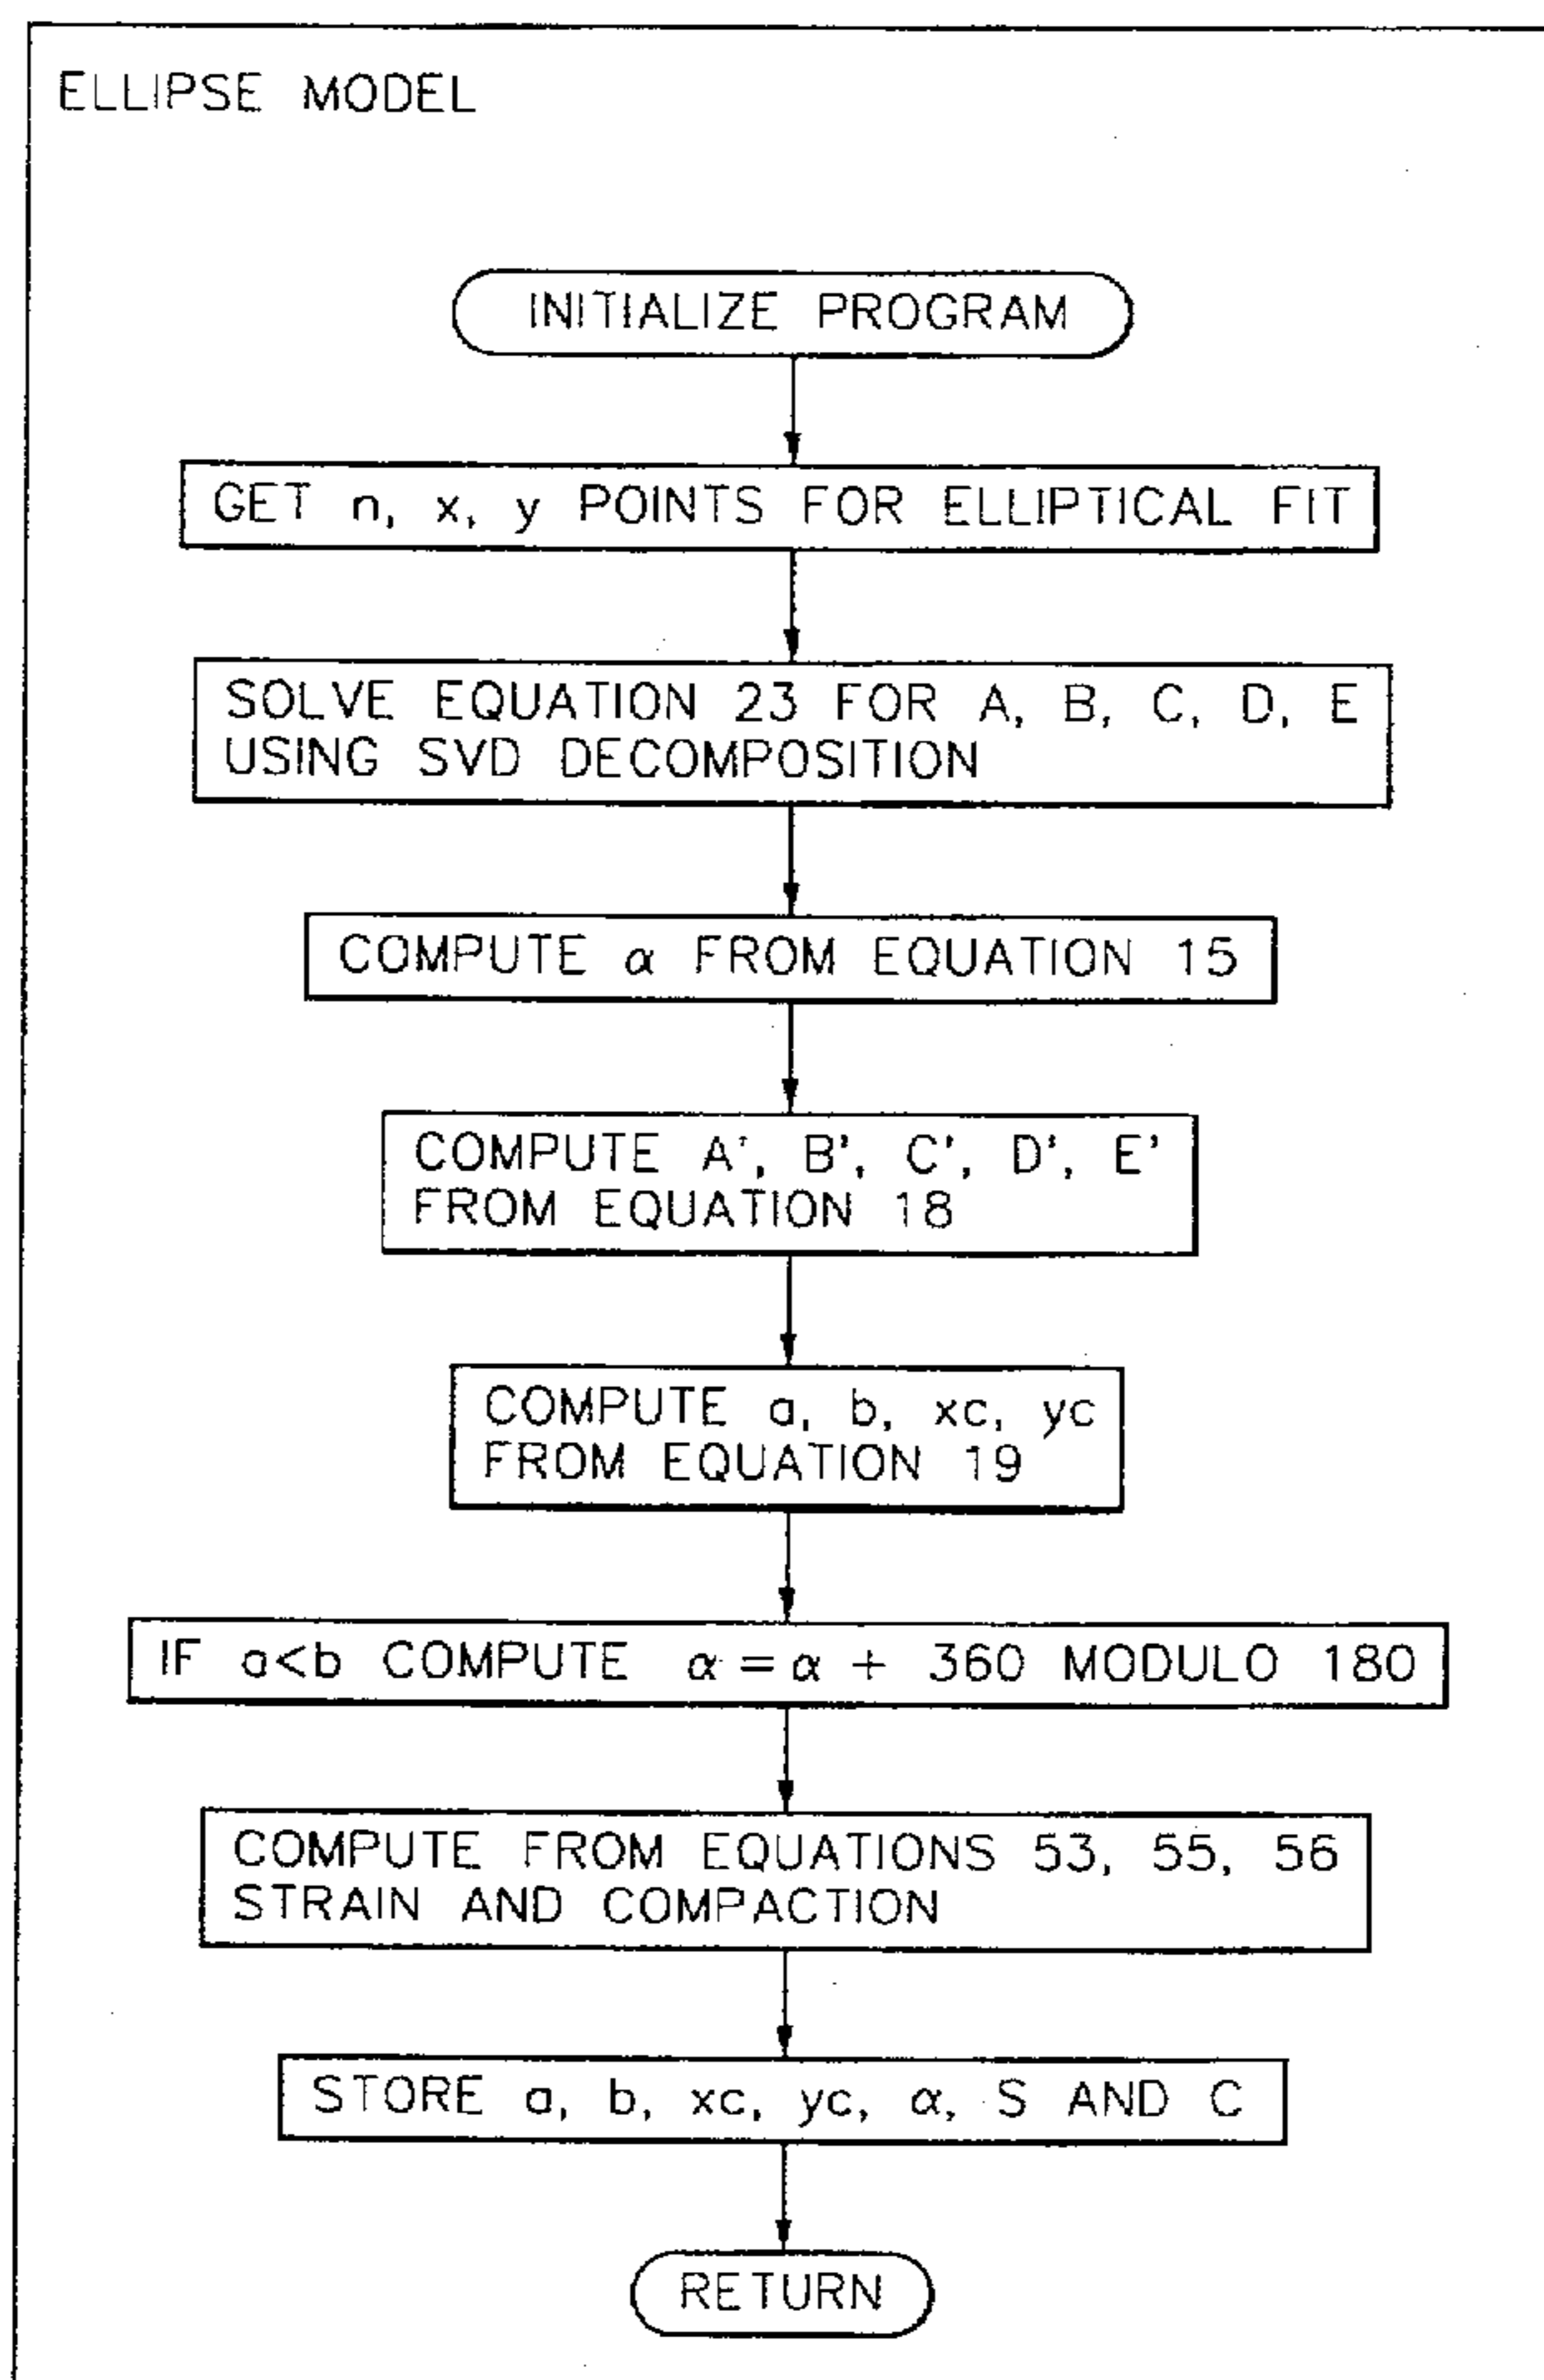 ELLIPSE MODEL
INITIALIZE PROGRAM
GET n, x, y POINTS FOR ELLIPTICAL FIT
SOLVE EQUATION 23 FOR A, B, C, D, E
USING SVD DECOMPOSITION
COMPUTE α FROM EQUATION 15
COMPUTE A', B', C', D', E'
FROM EQUATION 18
COMPUTE a, b, xc, yc
FROM EQUATION 19
IF a<b COMPUTE α = α + 360 MODULO 180
COMPUTE FROM EQUATIONS 53, 55, 56
STRAIN AND COMPACTION
STORE a, b, xc, yc, α, S AND C
RETURN